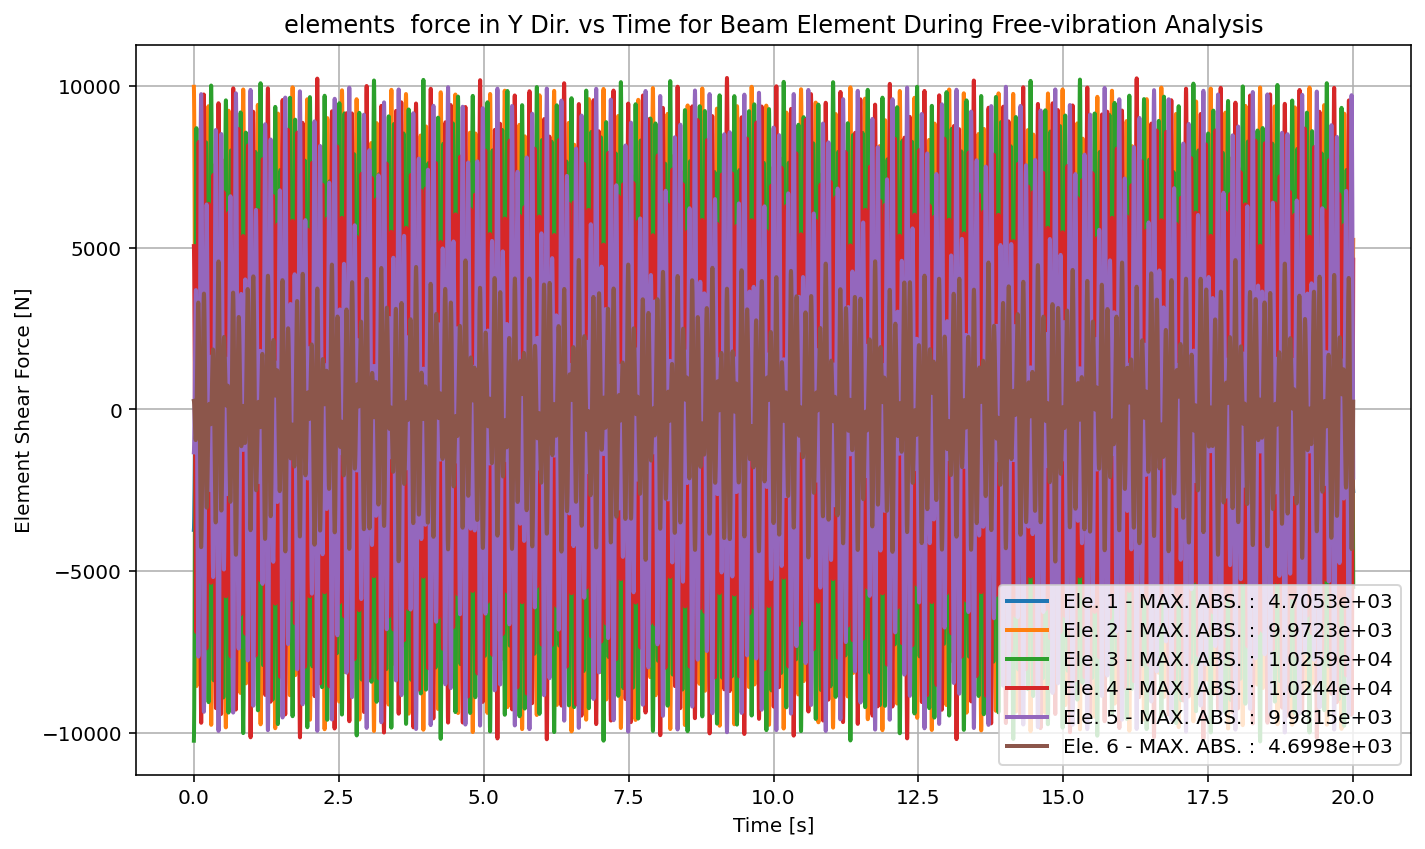 elements  force in Y Dir. vs Time for Beam Element During Free-vibration Analysis
Element Shear Force [N]
10000
5000
0
−5000
−10000
Ele. 1 - MAX. ABS. :  4.7053e+03
Ele. 2 - MAX. ABS. :  9.9723e+03
Ele. 3 - MAX. ABS. :  1.0259e+04
Ele. 4 - MAX. ABS. :  1.0244e+04
Ele. 5 - MAX. ABS. :  9.9815e+03
Ele. 6 - MAX. ABS. :  4.6998e+03
0.0 2.5 5.0 7.5 10.0 12.5 15.0 17.5 20.0
Time [s]